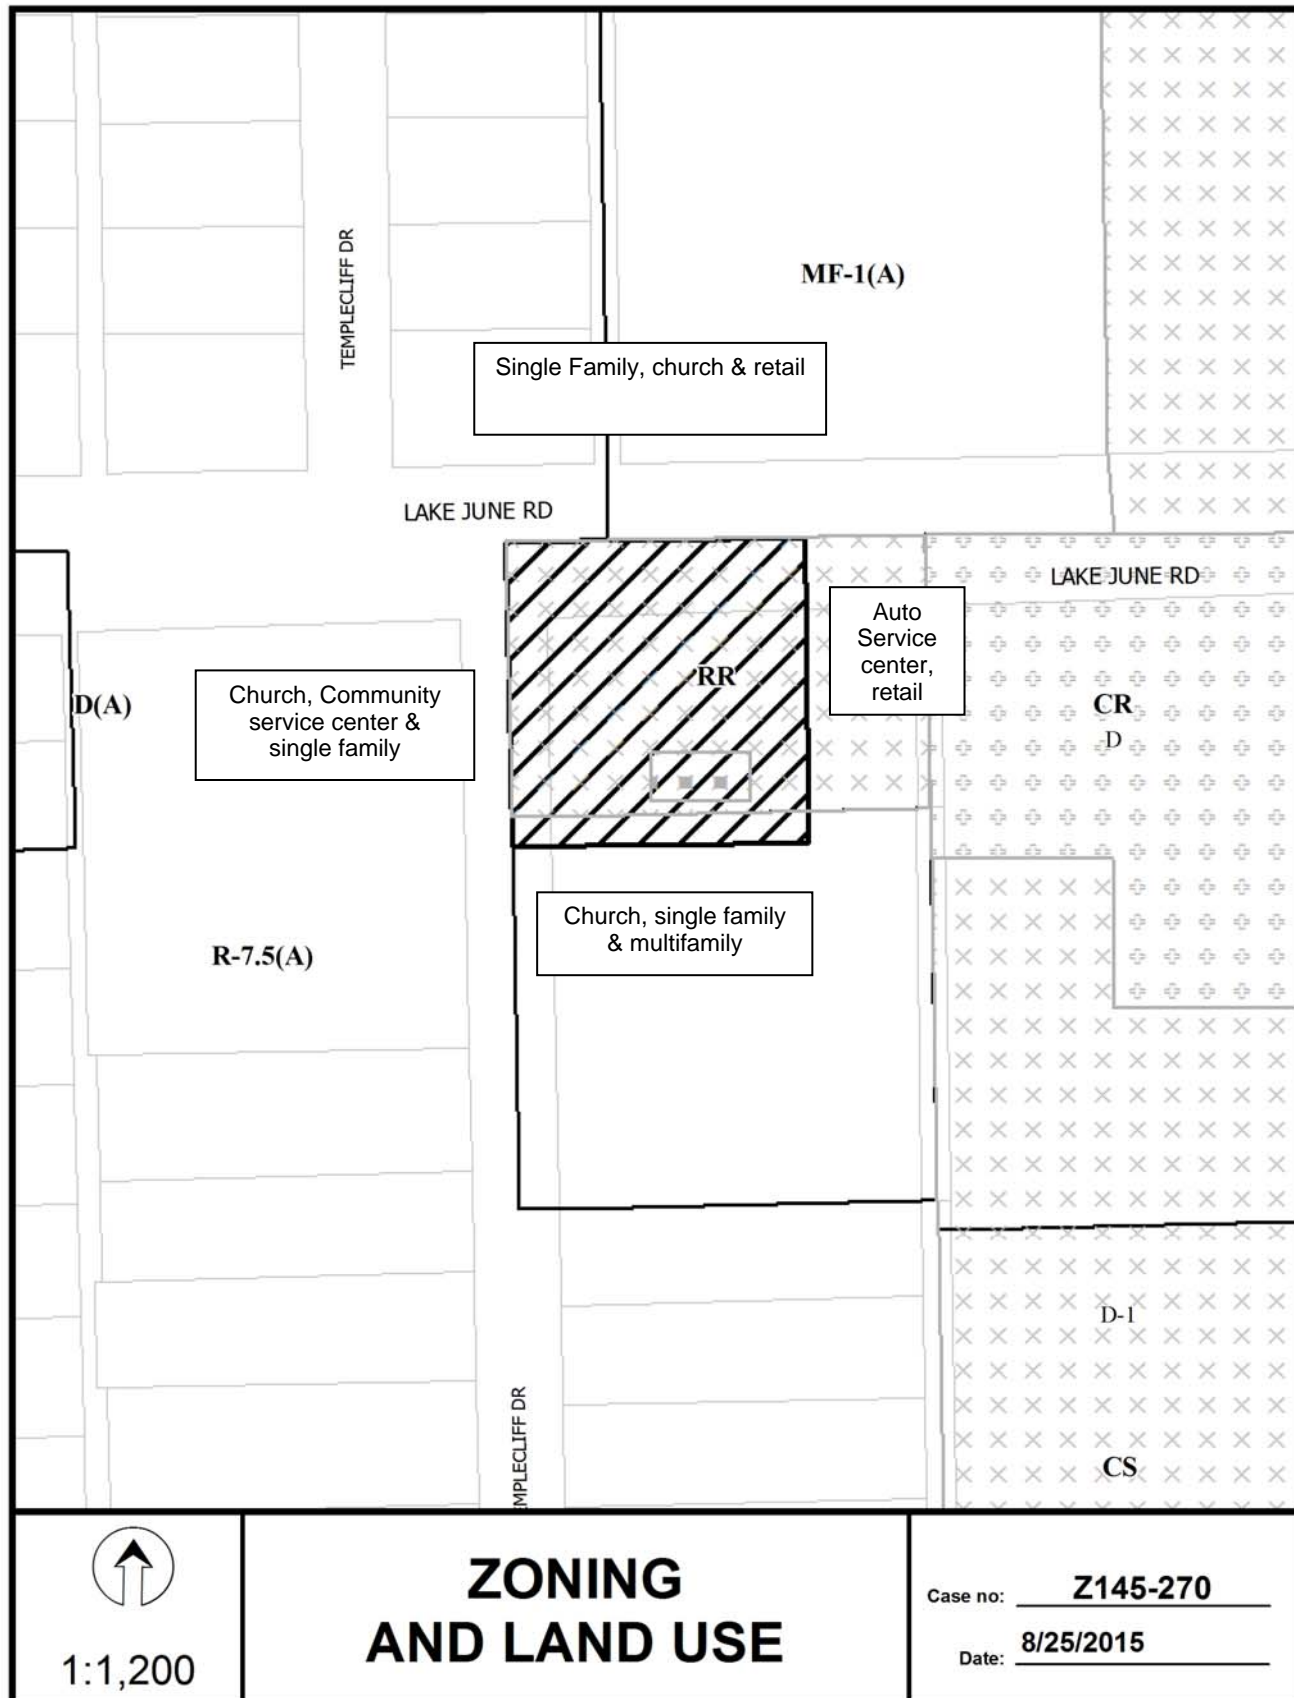 TEMPLECLIFF DR
MF-1(A)
Single Family, church & retail
LAKE JUNE RD
LAKE JUNE RD
Auto
Service
center,
retail
RR
D(A)
Church, Community
service center &
single family
CR
D
Church, single family
& multifamily
R-7.5(A)
D-1
EMPLECLIFF DR
CS
1:1,200
ZONING
AND LAND USE
Case no: Z145-270
Date: 8/25/2015